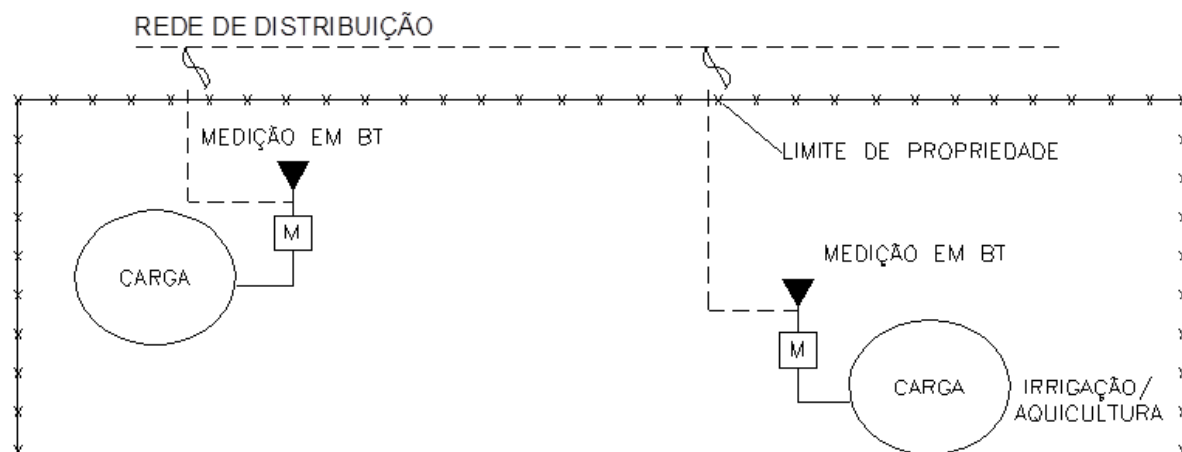 REDE DE DISTRIBUIÇÃO
MEDIÇÃO EM BT
LIMITE DE PROPRIEDADE
M
CARGA
MEDIÇÃO EM BT
M
CARGA
IRRIGAÇÃO/
AQUICULTURA